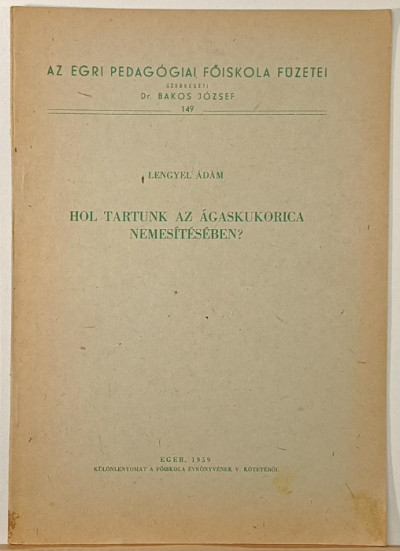 AZ EGRI PEDAGÓGIAI FŐISKOLA FÜZETEI
SZERKESZTI
Dr. BAKOS JÓZSEF
149
LENGYEL ÁDÁM
HOL TARTUNK AZ ÁGASKUKORICA
NEMESÍTÉSÉBEN?
EGER, 1959
KÜLÖNLENYOMAT A FŐISKOLA ÉVKÖNYVÉNEK V. KÖTETÉBŐL